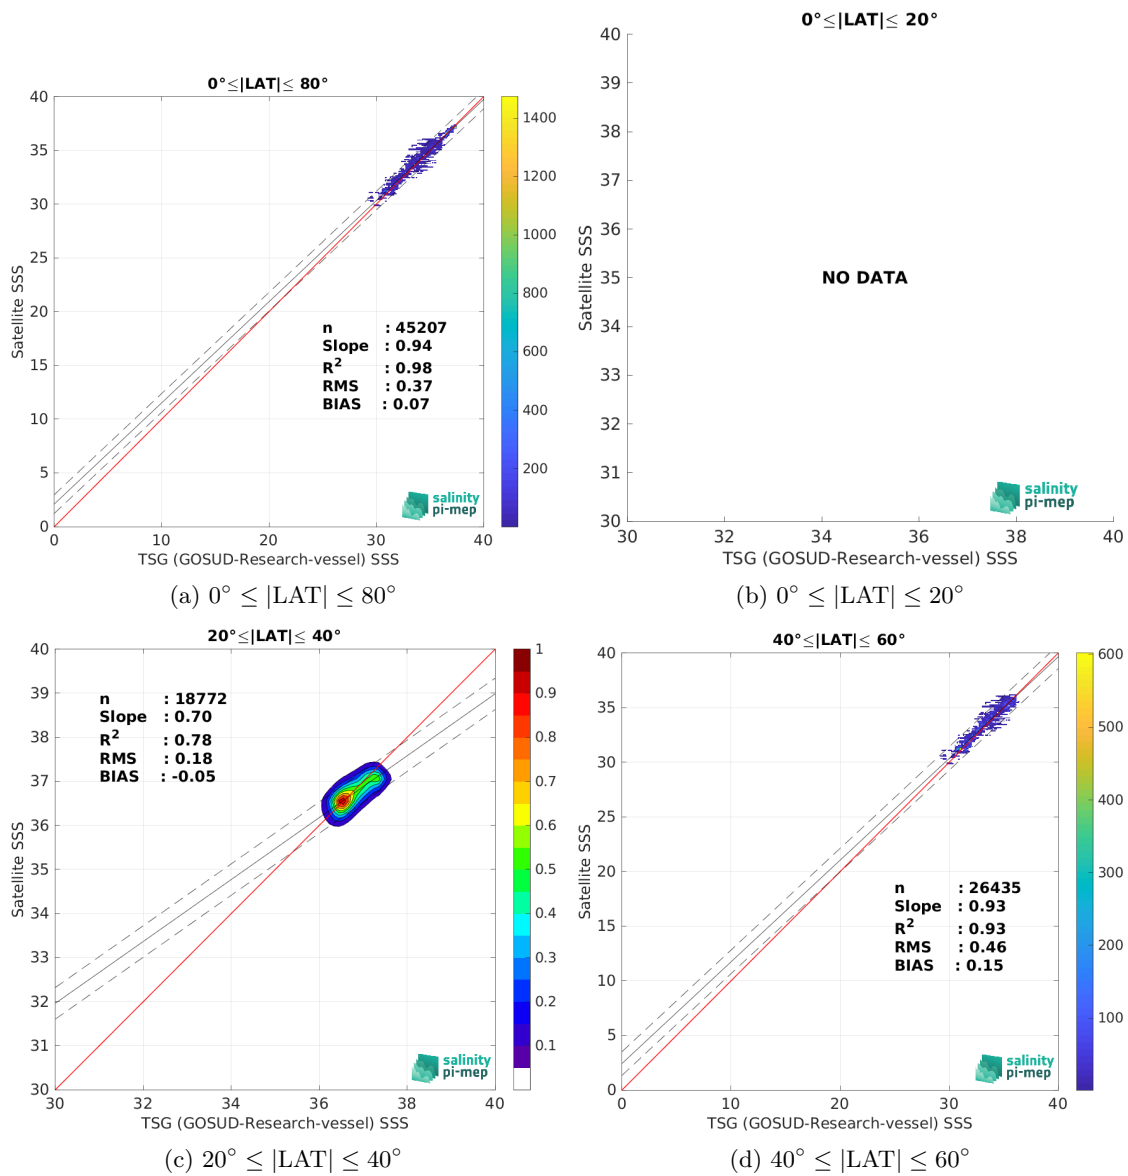 0°≤|LAT|≤ 80°
40
35
30
25
20
15
10
5
0
0
10
20
30
40
Satellite SSS
TSG (GOSUD-Research-vessel) SSS
n : 45207
Slope : 0.94
R² : 0.98
RMS : 0.37
BIAS : 0.07
salinity
pi-mep
1400
1200
1000
800
600
400
200
(a) 0° ≤ |LAT| ≤ 80°
0°≤|LAT|≤ 20°
40
39
38
37
36
35
34
33
32
31
30
30
32
34
36
38
40
Satellite SSS
TSG (GOSUD-Research-vessel) SSS
NO DATA
salinity
pi-mep
(b) 0° ≤ |LAT| ≤ 20°
20°≤|LAT|≤ 40°
40
39
38
37
36
35
34
33
32
31
30
30
32
34
36
38
40
Satellite SSS
TSG (GOSUD-Research-vessel) SSS
n : 18772
Slope : 0.70
R² : 0.78
RMS : 0.18
BIAS : -0.05
salinity
pi-mep
1
0.9
0.8
0.7
0.6
0.5
0.4
0.3
0.2
0.1
(c) 20° ≤ |LAT| ≤ 40°
40°≤|LAT|≤ 60°
40
35
30
25
20
15
10
5
0
0
10
20
30
40
Satellite SSS
TSG (GOSUD-Research-vessel) SSS
n : 26435
Slope : 0.93
R² : 0.93
RMS : 0.46
BIAS : 0.15
salinity
pi-mep
600
500
400
300
200
100
(d) 40° ≤ |LAT| ≤ 60°